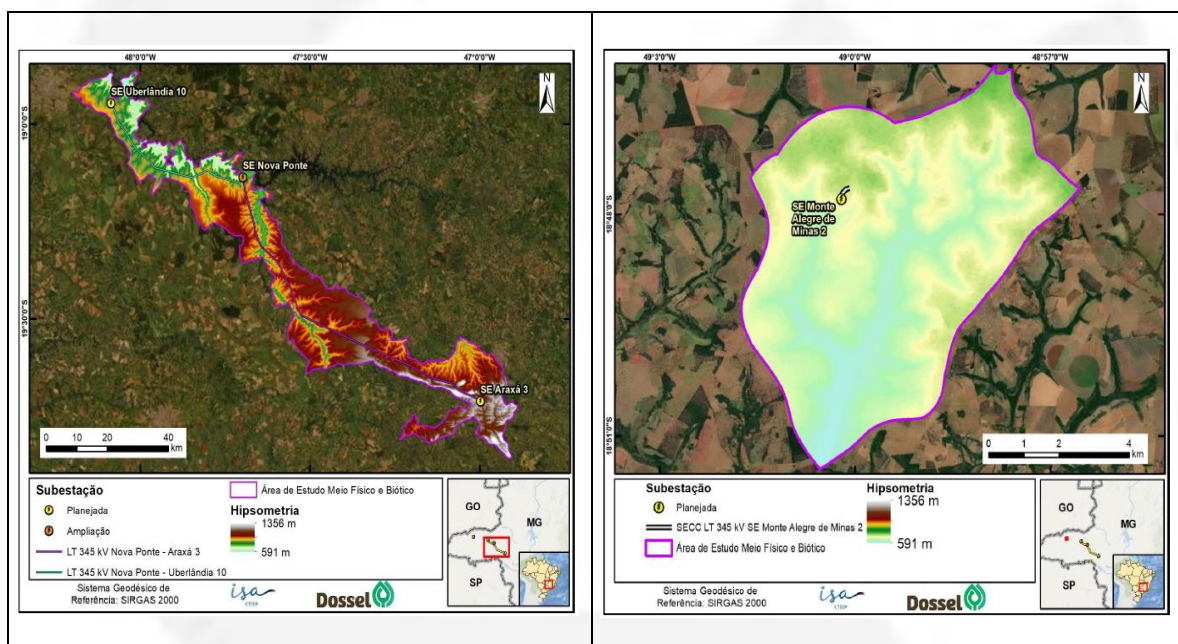 48°0'0"W
47°30'0"W
47°0'0"W
19°0'0"S
19°30'0"S
N
SE Uberlândia 10
SE Nova Ponte
SE Araxá 3
0 10 20 40
km
Subestação
Planejada
Ampliação
LT 345 kV Nova Ponte - Araxá 3
LT 345 kV Nova Ponte - Uberlândia 10
Área de Estudo Meio Físico e Biótico
Hipsometria
1356 m
591 m
Sistema Geodésico de
Referência: SIRGAS 2000
isa
CTEEP
Dossel
GO
MG
SP
49°3'0"W
49°0'0"W
48°57'0"W
18°48'0"S
18°51'0"S
N
SE Monte
Alegre de
Minas 2
0 1 2 4
km
Subestação
Planejada
SECC LT 345 kV SE Monte Alegre de Minas 2
Área de Estudo Meio Físico e Biótico
Hipsometria
1356 m
591 m
Sistema Geodésico de
Referência: SIRGAS 2000
isa
CTEEP
Dossel
GO
MG
SP